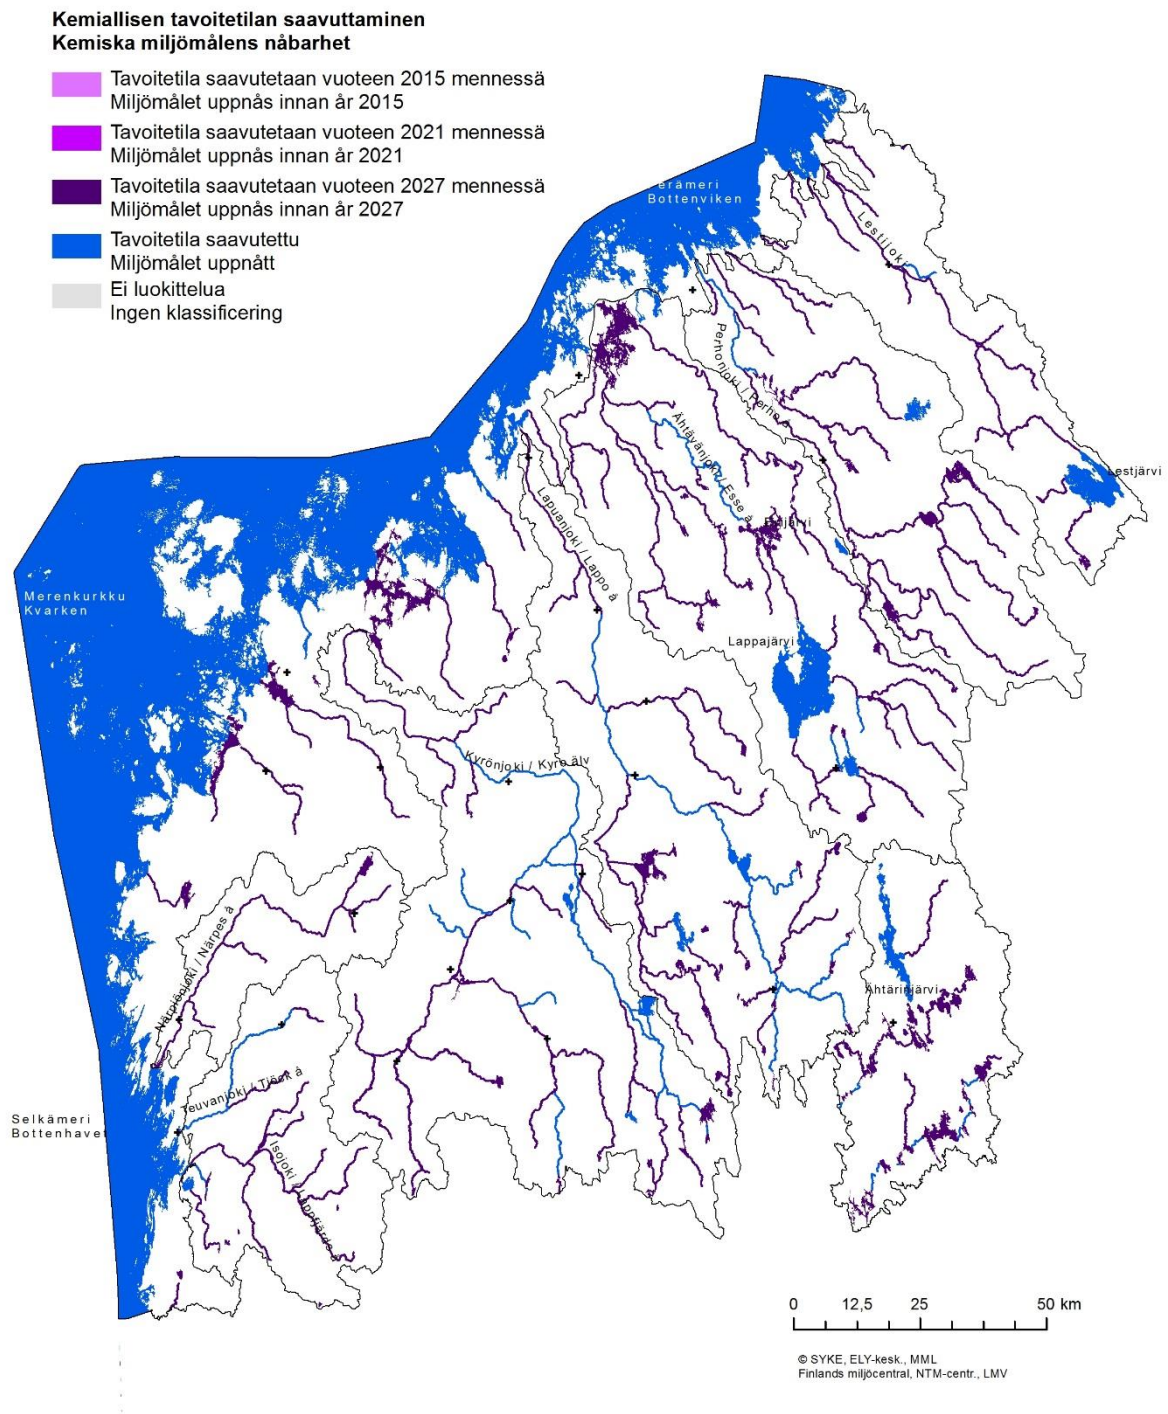 Kemiallisen tavoitetilan saavuttaminen
Kemiska miljömålens nåbarhet
Tavoitetila saavutetaan vuoteen 2015 mennessä
Miljömålet uppnås innan år 2015
Tavoitetila saavutetaan vuoteen 2021 mennessä
Miljömålet uppnås innan år 2021
Tavoitetila saavutetaan vuoteen 2027 mennessä
Miljömålet uppnås innan år 2027
Tavoitetila saavutettu
Miljömålet uppnått
Ei luokittelua
Ingen klassificering
erämeri
Bottenviken
Lestijoki
Perhonjoki / Perho å
Ähtävänjoki / Esse å
Lestjärvi
Lapuanjoki / Lappo å
Merenkurkku
Kvarken
Lappajärvi
Kyrönjoki / Kyro älv
Närpiönjoki / Närpes å
Ähtärinjärvi
Teuvanjoki / Tjöck å
Selkämeri
Bottenhavet
Isojoki / Lappfjärds å
0 12,5 25 50 km
© SYKE, ELY-kesk., MML
Finlands miljöcentral, NTM-centr., LMV